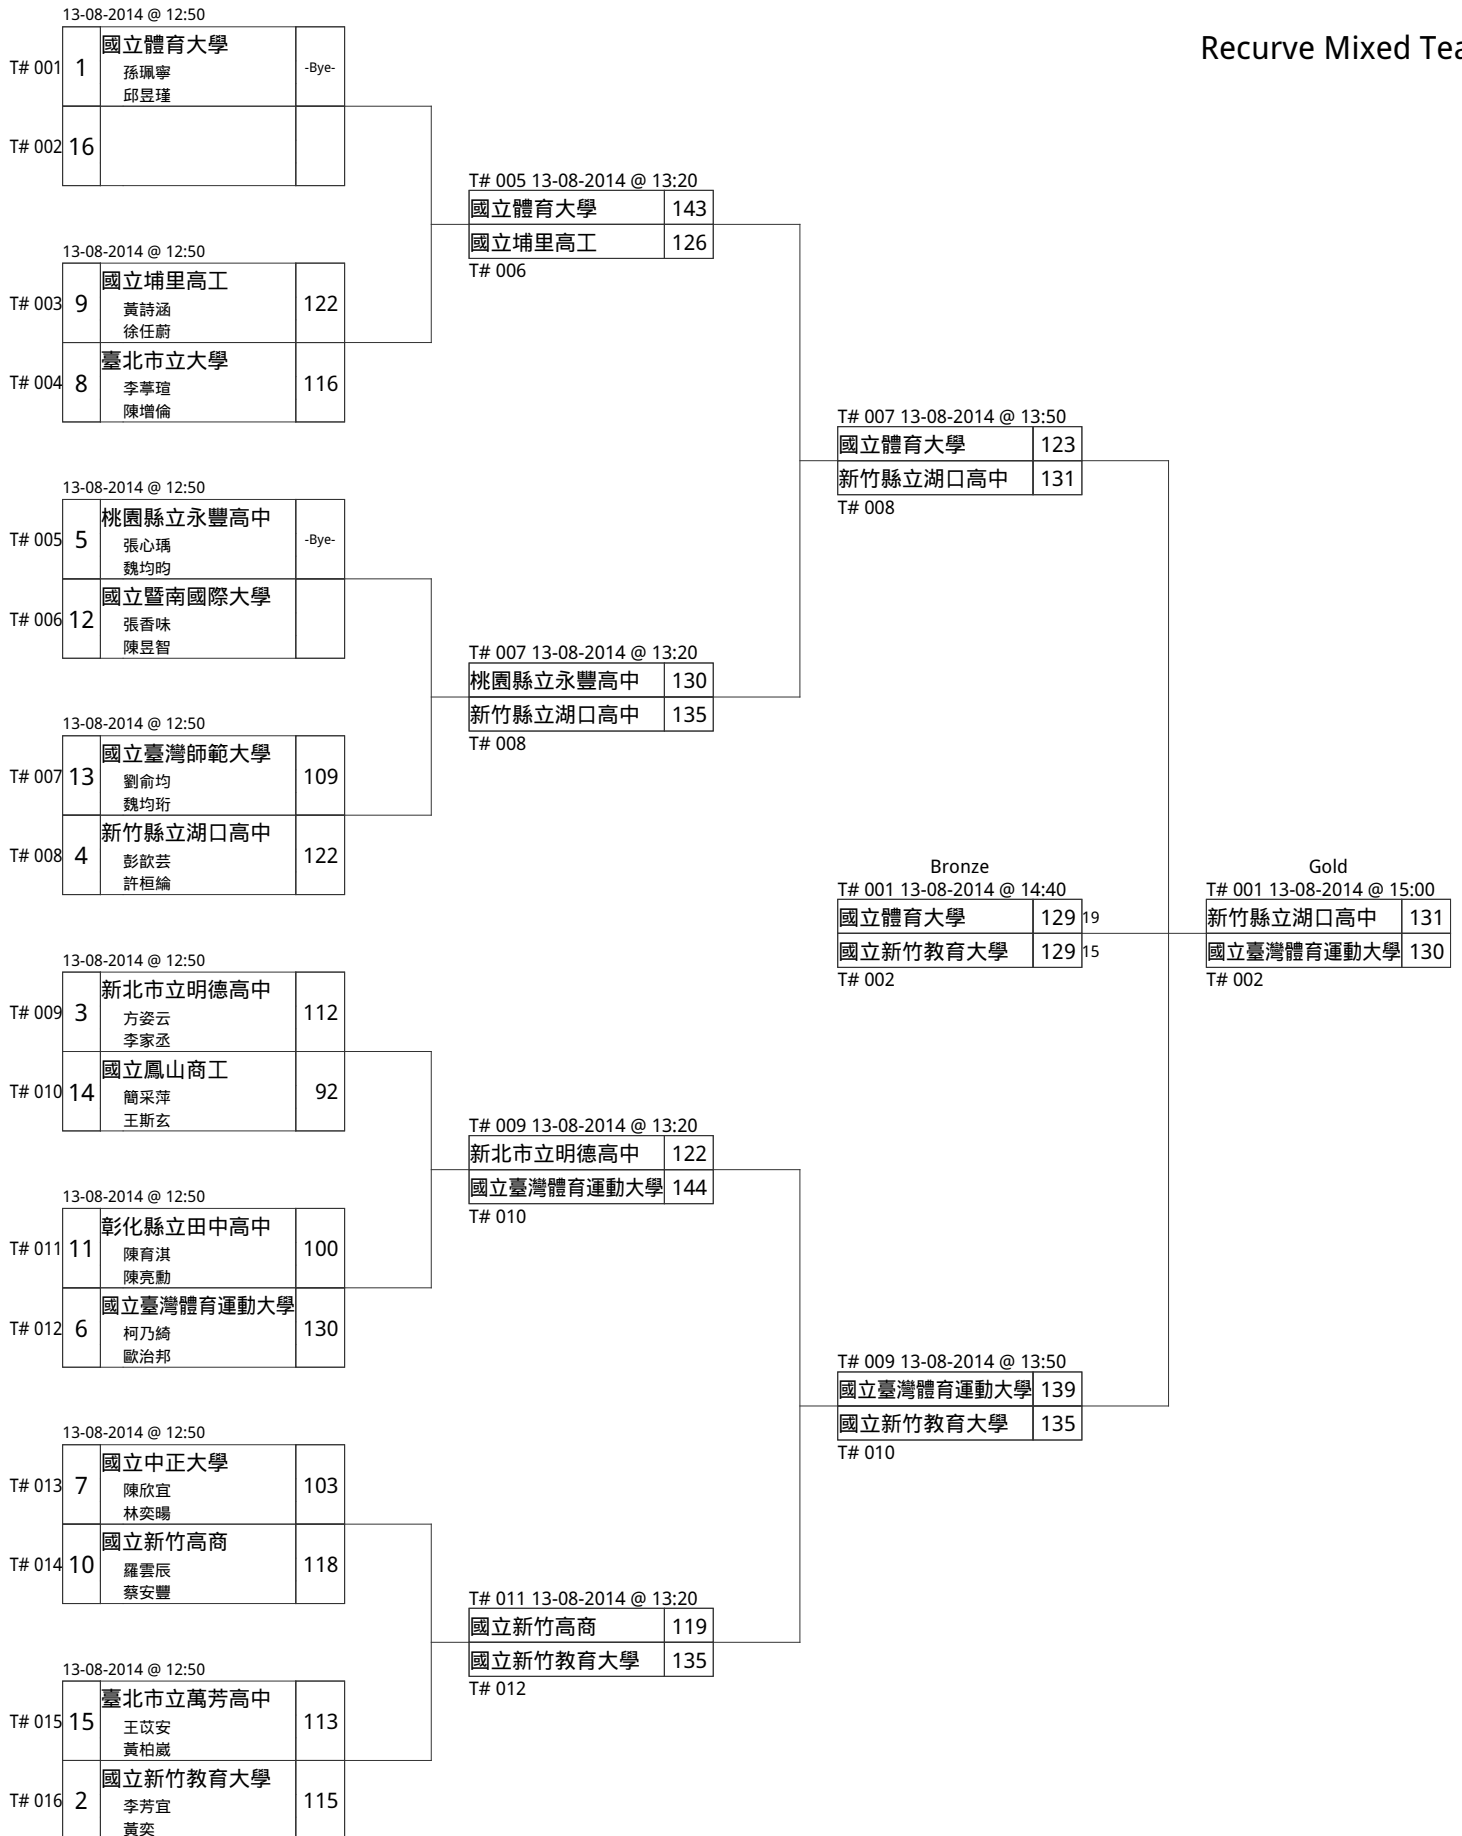 Recurve Mixed Tea
13-08-2014 @ 12:50
T# 001 1 國立體育大學 -Bye-
孫珮寧
邱昱瑾
T# 002 16
13-08-2014 @ 12:50
T# 003 9 國立埔里高工 122
黃詩涵
徐任蔚
T# 004 8 臺北市立大學 116
李葶瑄
陳增倫
13-08-2014 @ 12:50
T# 005 5 桃園縣立永豐高中 -Bye-
張心瑀
魏均昀
T# 006 12 國立暨南國際大學
張香味
陳昱智
13-08-2014 @ 12:50
T# 007 13 國立臺灣師範大學 109
劉俞均
魏均珩
T# 008 4 新竹縣立湖口高中 122
彭歆芸
許桓綸
13-08-2014 @ 12:50
T# 009 3 新北市立明德高中 112
方姿云
李家丞
T# 010 14 國立鳳山商工 92
簡采萍
王斯玄
13-08-2014 @ 12:50
T# 011 11 彰化縣立田中高中 100
陳育淇
陳亮勳
T# 012 6 國立臺灣體育運動大學 130
柯乃綺
歐治邦
13-08-2014 @ 12:50
T# 013 7 國立中正大學 103
陳欣宜
林奕暘
T# 014 10 國立新竹高商 118
羅雲辰
蔡安豐
13-08-2014 @ 12:50
T# 015 15 臺北市立萬芳高中 113
王苡安
黃柏崴
T# 016 2 國立新竹教育大學 115
李芳宜
黃奕
T# 005 13-08-2014 @ 13:20
國立體育大學 143
國立埔里高工 126
T# 006
T# 007 13-08-2014 @ 13:20
桃園縣立永豐高中 130
新竹縣立湖口高中 135
T# 008
T# 009 13-08-2014 @ 13:20
新北市立明德高中 122
國立臺灣體育運動大學 144
T# 010
T# 011 13-08-2014 @ 13:20
國立新竹高商 119
國立新竹教育大學 135
T# 012
T# 007 13-08-2014 @ 13:50
國立體育大學 123
新竹縣立湖口高中 131
T# 008
Bronze
T# 001 13-08-2014 @ 14:40
國立體育大學 129 19
國立新竹教育大學 129 15
T# 002
T# 009 13-08-2014 @ 13:50
國立臺灣體育運動大學 139
國立新竹教育大學 135
T# 010
Gold
T# 001 13-08-2014 @ 15:00
新竹縣立湖口高中 131
國立臺灣體育運動大學 130
T# 002